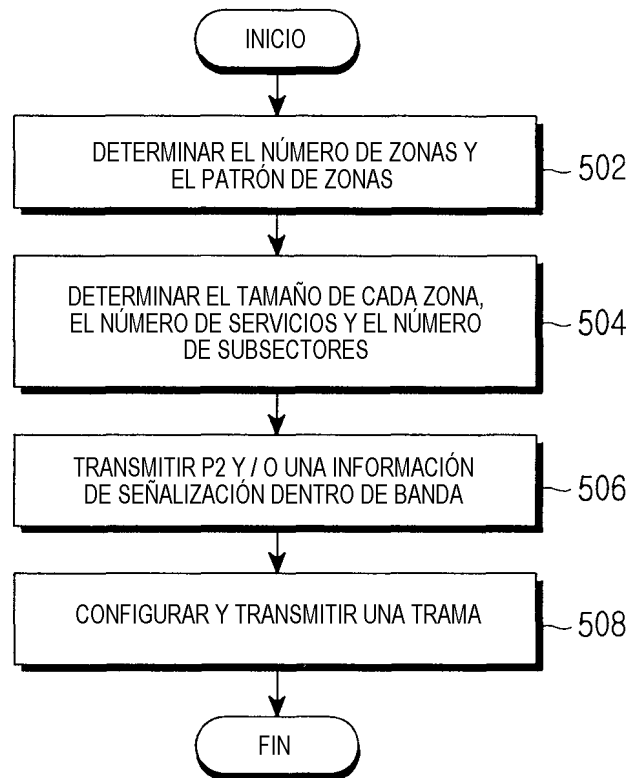 INICIO
DETERMINAR EL NÚMERO DE ZONAS Y
EL PATRÓN DE ZONAS
502
DETERMINAR EL TAMAÑO DE CADA ZONA,
EL NÚMERO DE SERVICIOS Y EL NÚMERO
DE SUBSECTORES
504
TRANSMITIR P2 Y / O UNA INFORMACIÓN
DE SEÑALIZACIÓN DENTRO DE BANDA
506
CONFIGURAR Y TRANSMITIR UNA TRAMA
508
FIN